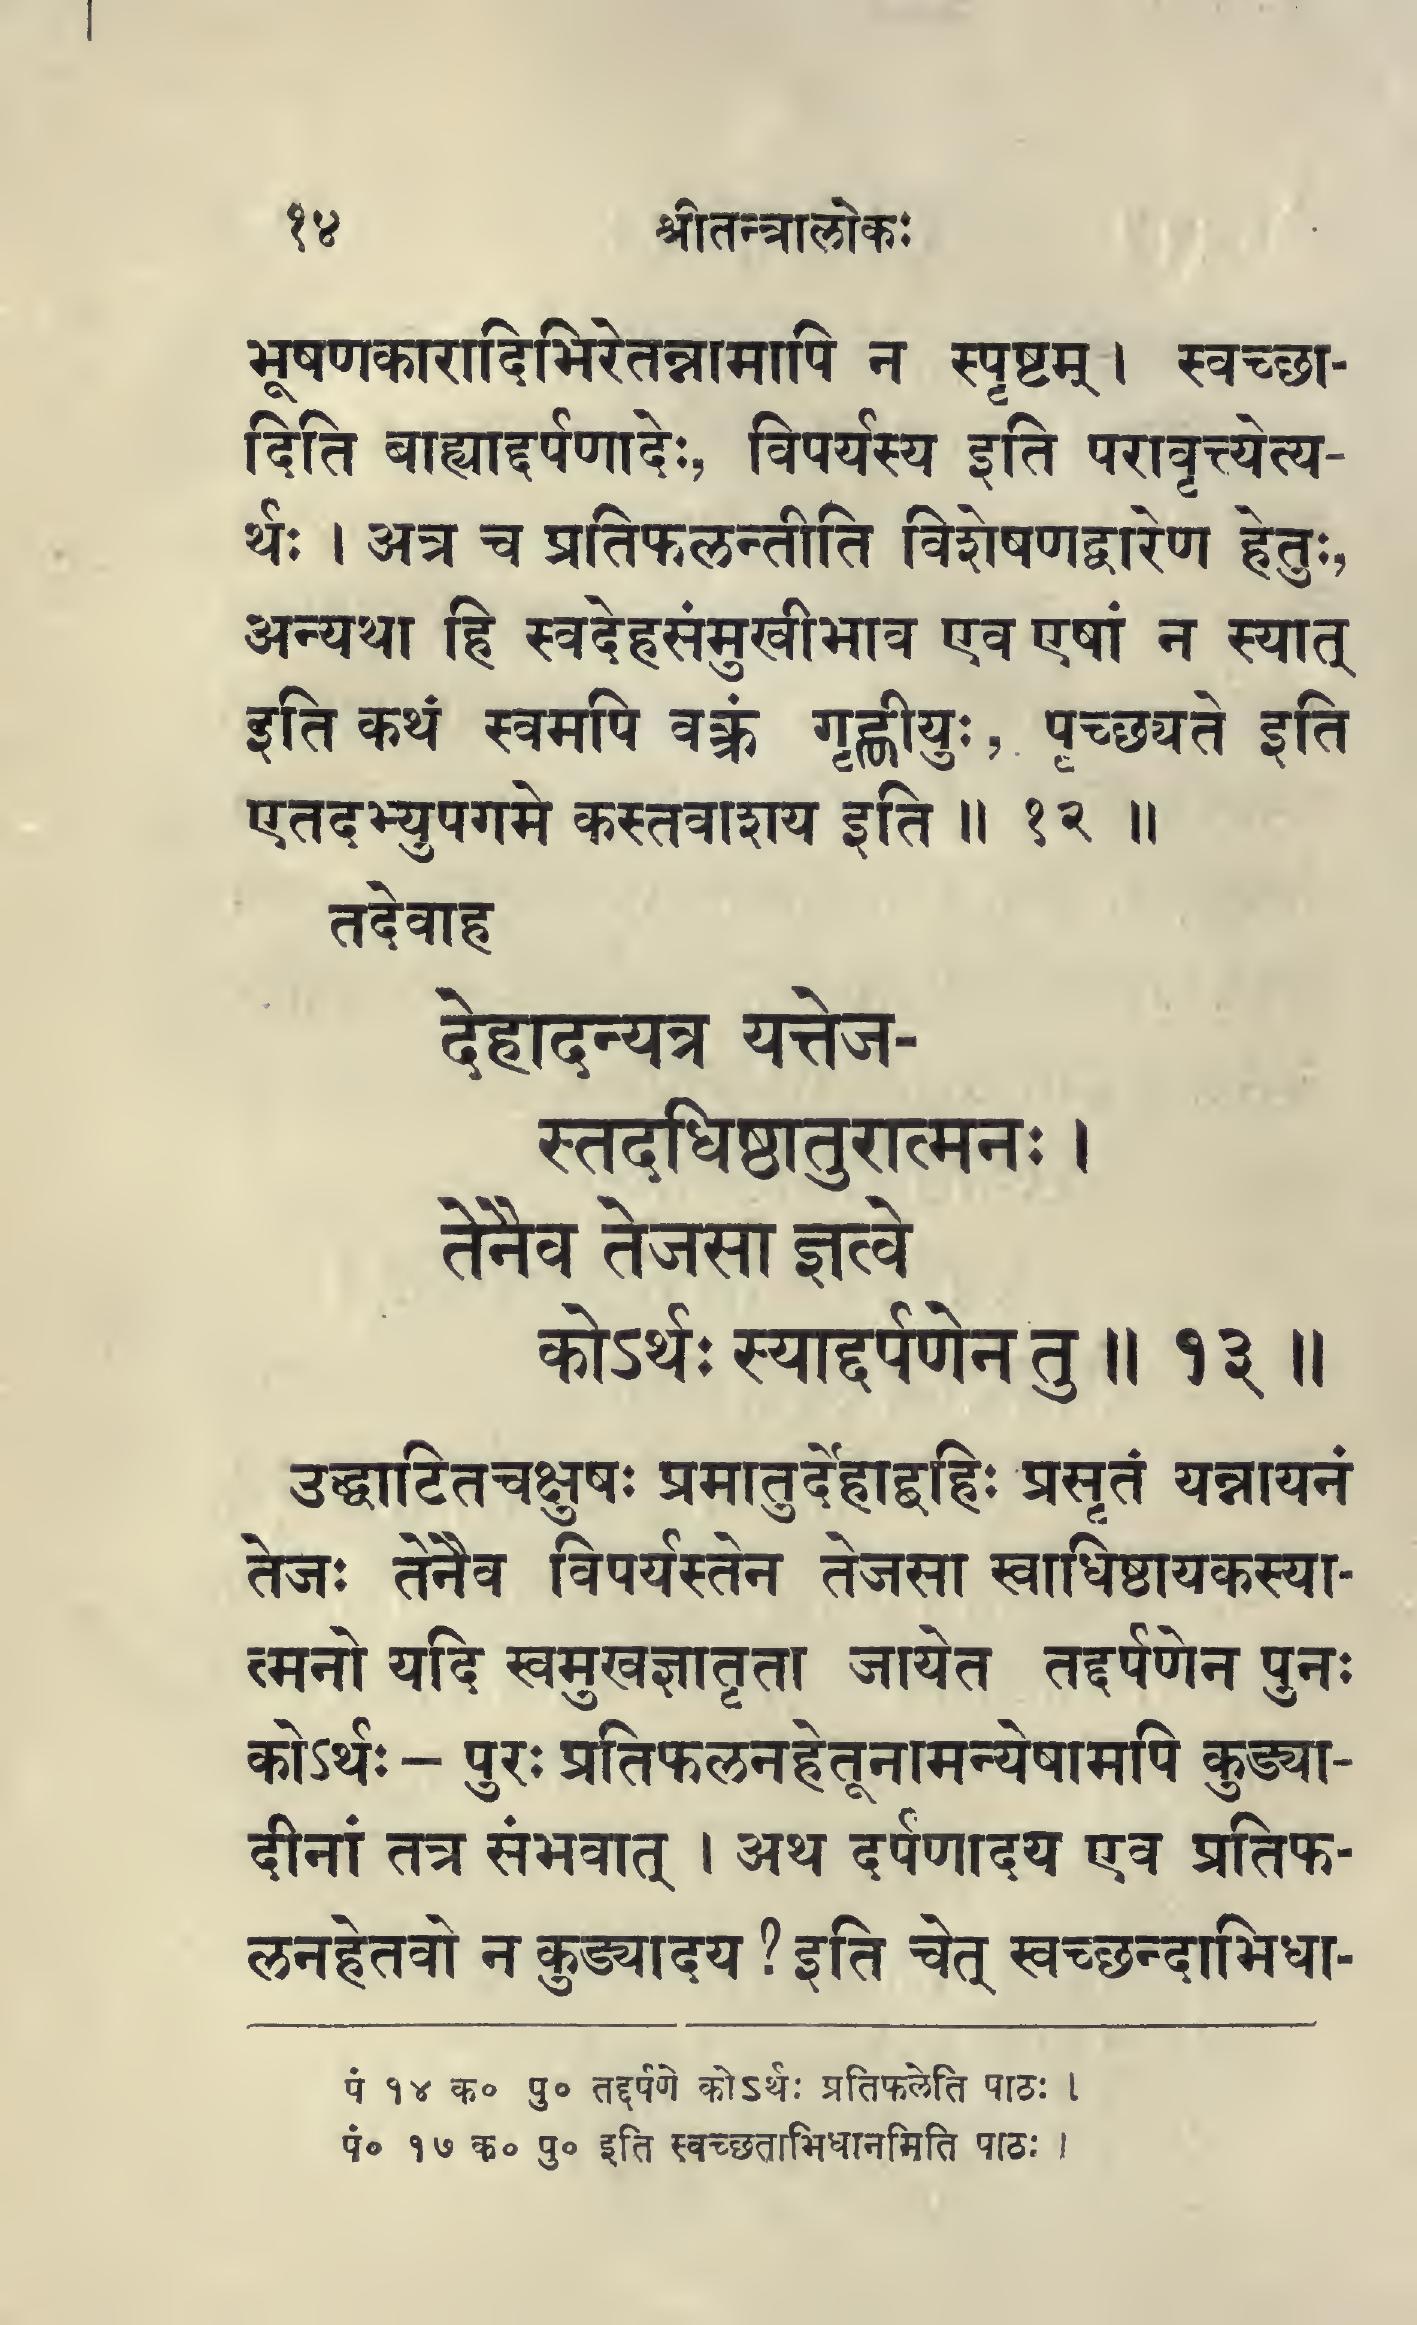 १४ श्रीतन्त्रालोकः
भूषणकारादिभिरेतन्नामापि न स्पृष्टम् । स्वच्छा-
दिति बाह्याद्दर्पणादेः, विपर्यस्य इति परावृत्त्येत्य-
र्थः । अत्र च प्रतिफलन्तीति विशेषणद्वारेण हेतुः,
अन्यथा हि स्वदेहसंमुखीभाव एव एषां न स्यात्
इति कथं स्वमपि वक्त्रं गृह्णीयुः, पृच्छ्यते इति
एतदभ्युपगमे कस्तवाशय इति ॥ १२ ॥
तदेवाह
देहादन्यत्र यत्तेज-
स्तदधिष्ठातुरात्मनः ।
तेनैव तेजसा ज्ञत्वे
कोऽर्थः स्याद्दर्पणेन तु ॥ १३ ॥
उद्घाटितचक्षुषः प्रमातुर्देहाद्बहिः प्रसृतं यन्नायनं
तेजः तेनैव विपर्यस्तेन तेजसा स्वाधिष्ठायकस्या-
त्मनो यदि स्वमुखज्ञातृता जायेत तद्दर्पणेन पुनः
कोऽर्थः – पुरः प्रतिफलनहेतूनामन्येषामपि कुड्या-
दीनां तत्र संभवात् । अथ दर्पणादय एव प्रतिफ-
लनहेतवो न कुड्यादय ? इति चेत् स्वच्छन्दाभिधा-
पं १४ क० पु० तद्दर्पणे कोऽर्थः प्रतिफलेति पाठः ।
पं० १७ क० पु० इति स्वच्छताभिधानमिति पाठः ।